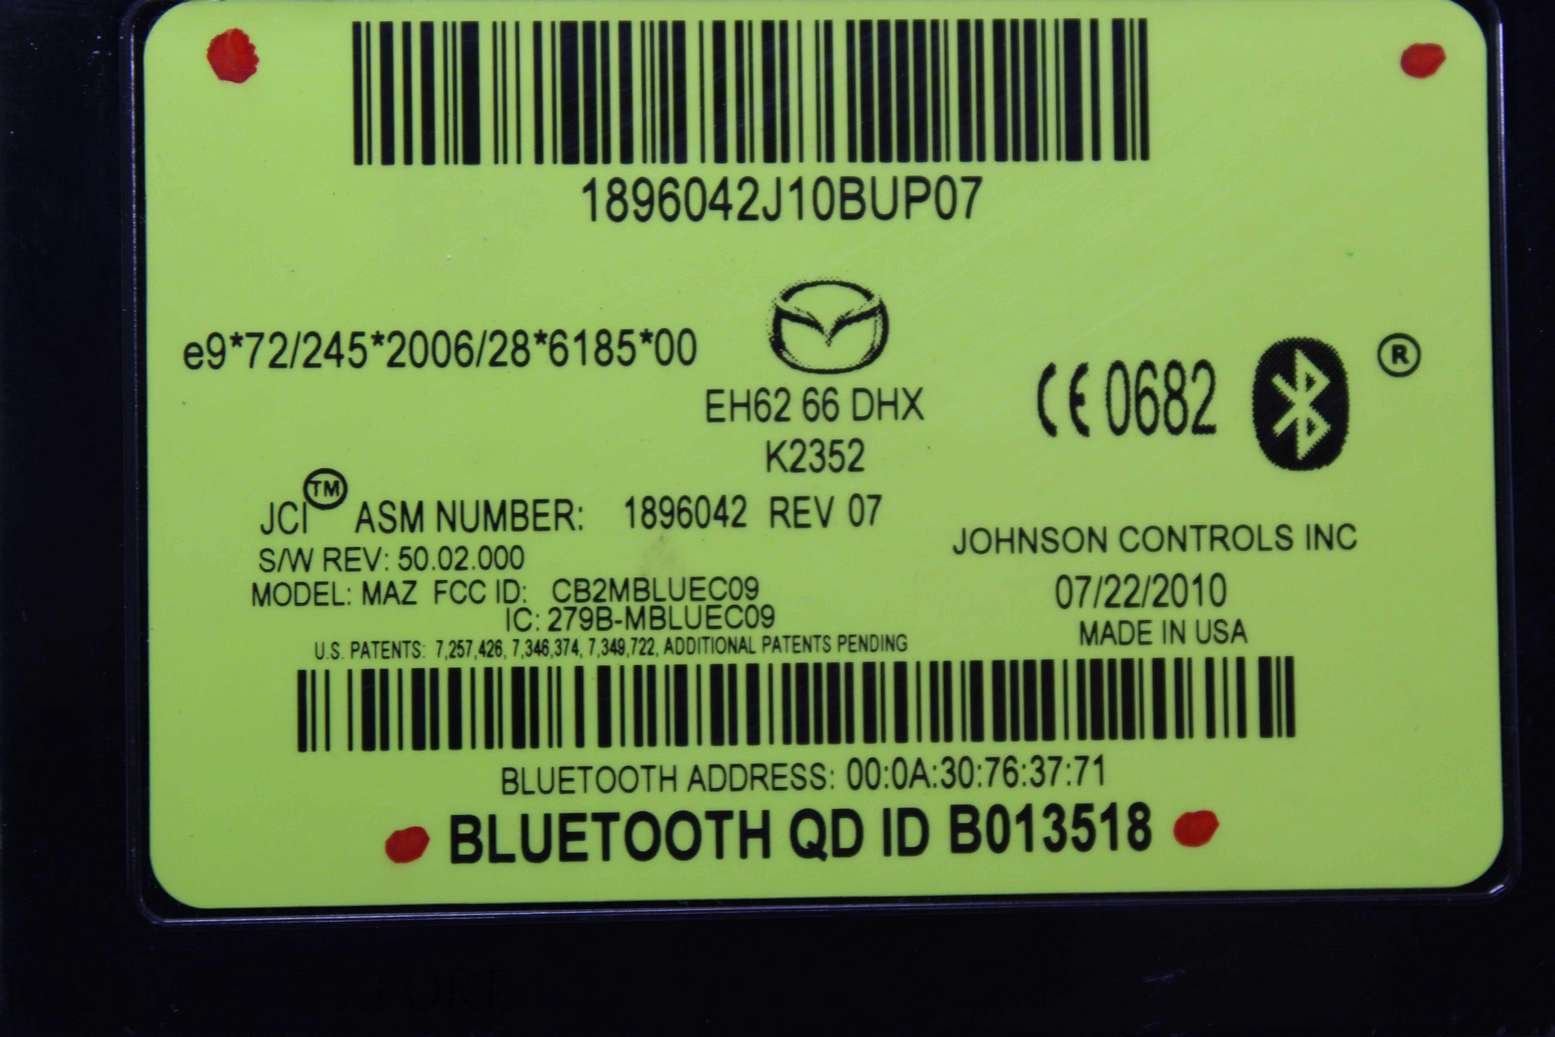 1896042J10BUP07
e9*72/245*2006/28*6185*00
EH62 66 DHX
K2352
CE 0682 ®
JCI™ ASM NUMBER: 1896042 REV 07
S/W REV: 50.02.000
MODEL: MAZ FCC ID: CB2MBLUEC09
IC: 279B-MBLUEC09
JOHNSON CONTROLS INC
07/22/2010
MADE IN USA
U.S. PATENTS: 7,257,426, 7,346,374, 7,349,722, ADDITIONAL PATENTS PENDING
BLUETOOTH ADDRESS: 00:0A:30:76:37:71
BLUETOOTH QD ID B013518